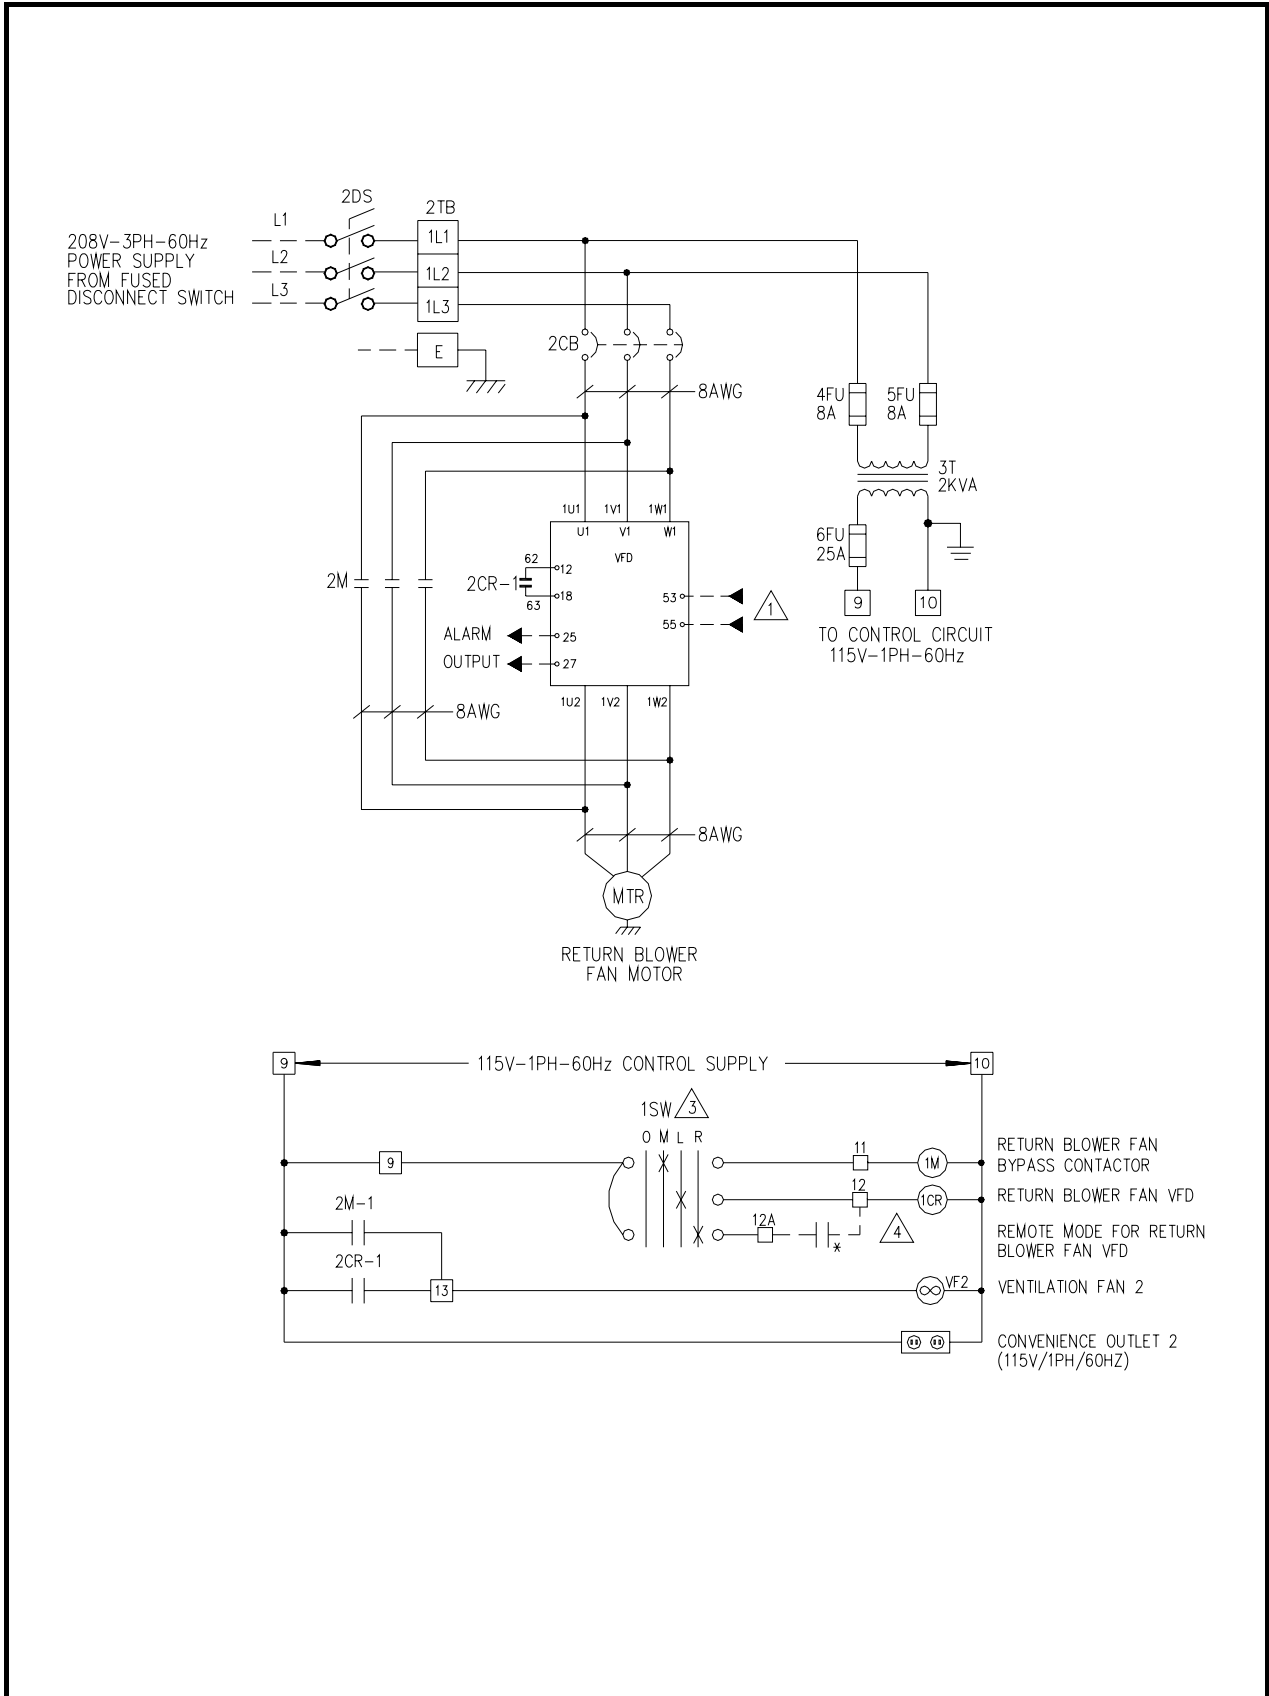 2DS
2TB
L1
208V-3PH-60Hz
POWER SUPPLY
FROM FUSED
DISCONNECT SWITCH
L2
L3
1L1
1L2
1L3
E
2CB
8AWG
4FU
8A
5FU
8A
3T
2KVA
6FU
25A
9
10
TO CONTROL CIRCUIT
115V-1PH-60Hz
1U1
1V1
1W1
U1
V1
W1
VFD
2M
2CR-1
62
12
63
18
53
55
1
ALARM
25
OUTPUT
27
1U2
1V2
1W2
8AWG
8AWG
MTR
RETURN BLOWER
FAN MOTOR
9
115V-1PH-60Hz CONTROL SUPPLY
10
1SW
3
O M L R
9
11
1M
RETURN BLOWER FAN
BYPASS CONTACTOR
12
1CR
RETURN BLOWER FAN VFD
12A
*
4
REMOTE MODE FOR RETURN
BLOWER FAN VFD
2M-1
2CR-1
13
VF2
VENTILATION FAN 2
CONVENIENCE OUTLET 2
(115V/1PH/60HZ)